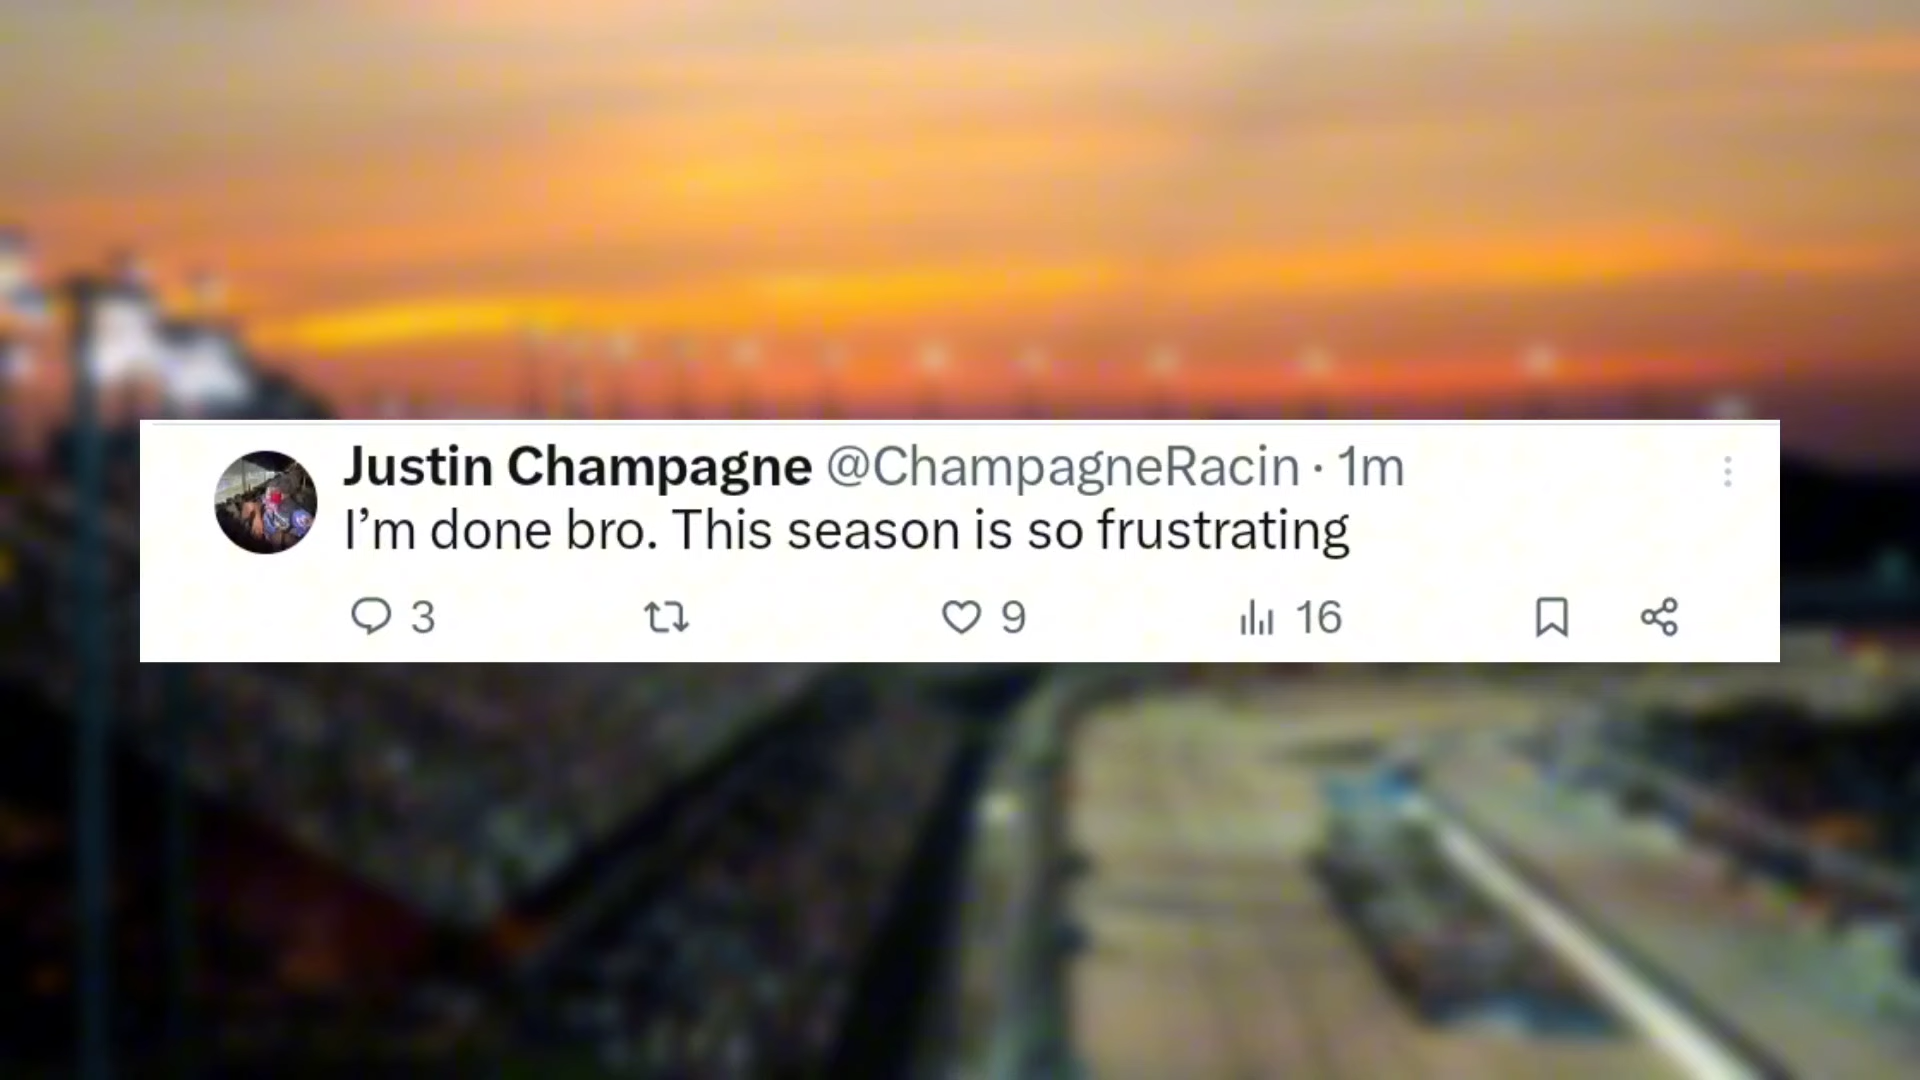 Justin Champagne @ChampagneRacin · 1m
I’m done bro. This season is so frustrating
3 9 16